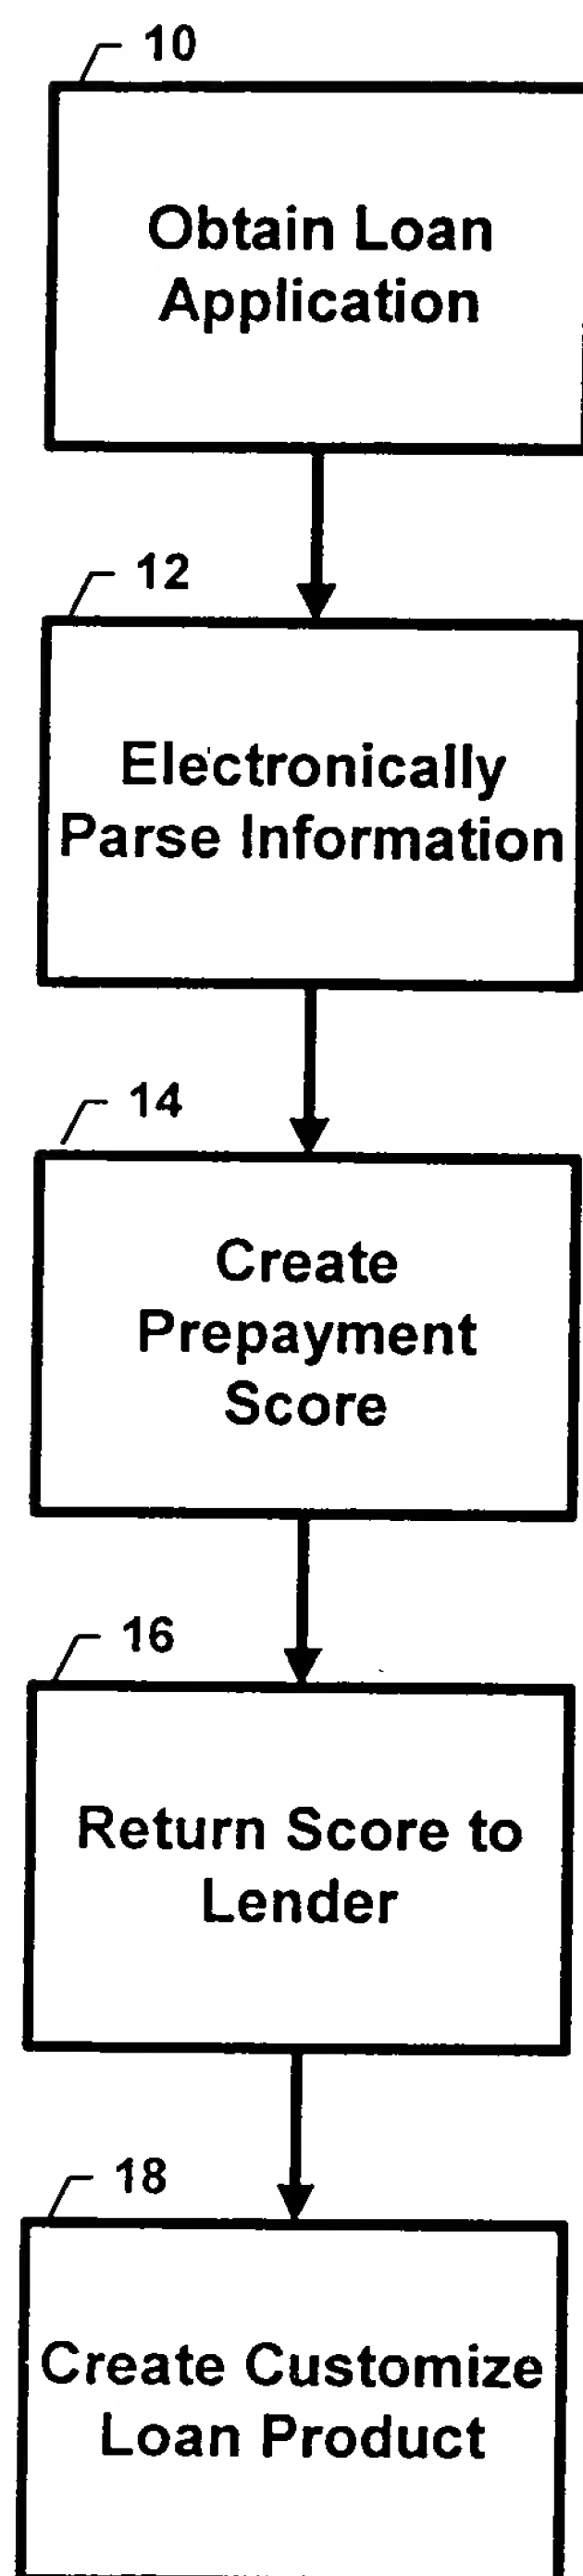 10
Obtain Loan
Application
12
Electronically
Parse Information
14
Create
Prepayment
Score
16
Return Score to
Lender
18
Create Customize
Loan Product